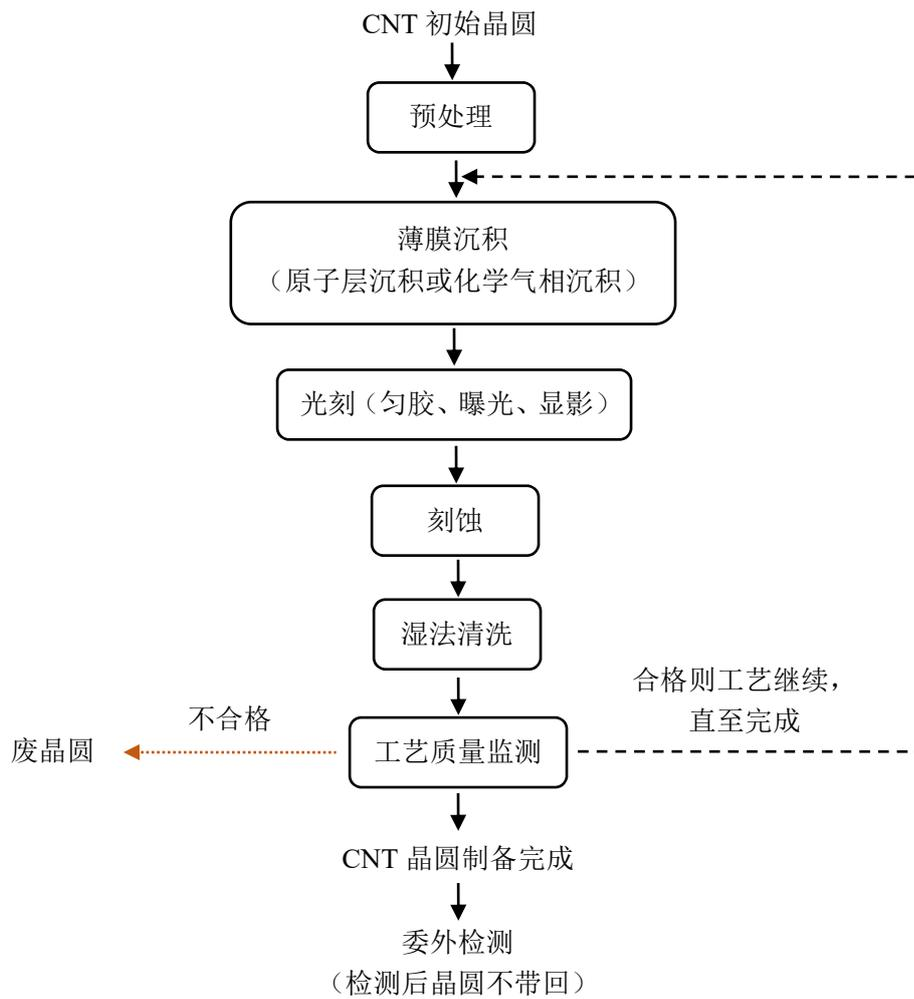 CNT 初始晶圆
预处理
薄膜沉积
（原子层沉积或化学气相沉积）
光刻（匀胶、曝光、显影）
刻蚀
湿法清洗
合格则工艺继续，
直至完成
不合格
废晶圆
工艺质量监测
CNT 晶圆制备完成
委外检测
（检测后晶圆不带回）